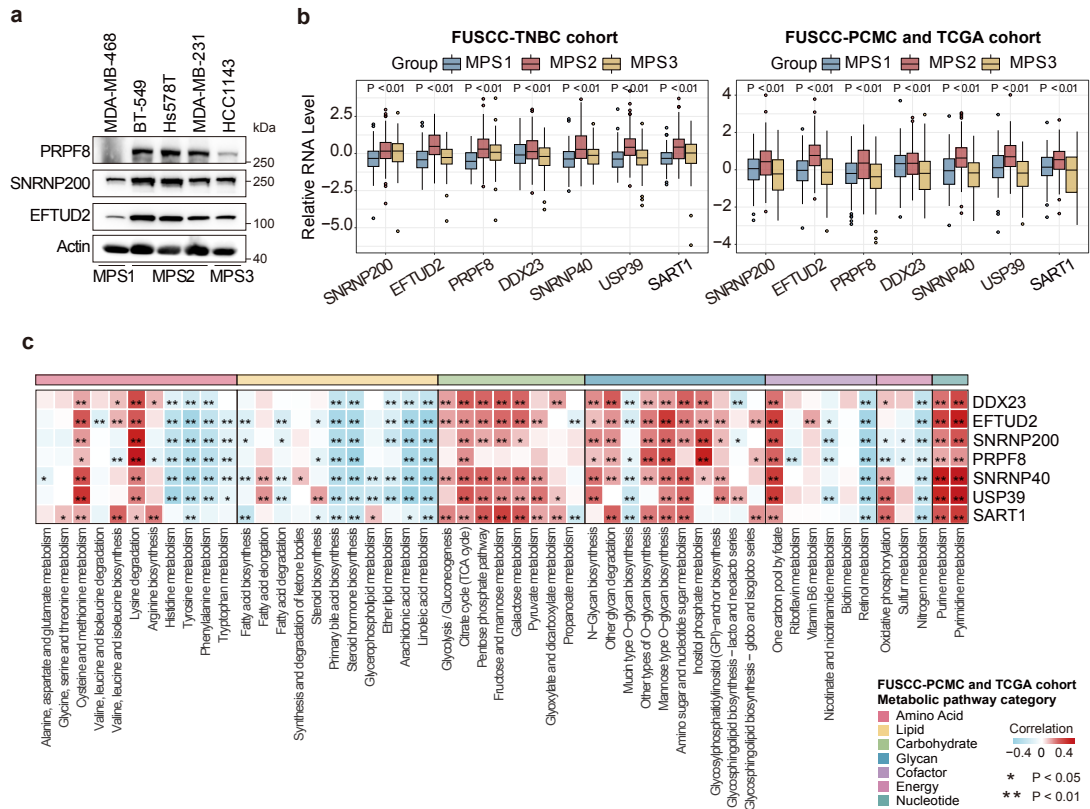 a
MDA-MB-468
BT-549
Hs578T
MDA-MB-231
HCC1143
kDa
PRPF8
250
SNRNP200
250
EFTUD2
100
Actin
40
MPS1 MPS2 MPS3
b
FUSCC-TNBC cohort
Group MPS1 MPS2 MPS3
P < 0.01 P < 0.01 P < 0.01 P < 0.01 P < 0.01 P < 0.01 P < 0.01
Relative RNA Level
2.5
0.0
−2.5
−5.0
SNRNP200
EFTUD2
PRPF8
DDX23
SNRNP40
USP39
SART1
FUSCC-PCMC and TCGA cohort
Group MPS1 MPS2 MPS3
P < 0.01 P < 0.01 P < 0.01 P < 0.01 P < 0.01 P < 0.01 P < 0.01
4
2
0
−2
−4
SNRNP200
EFTUD2
PRPF8
DDX23
SNRNP40
USP39
SART1
c
DDX23
EFTUD2
SNRNP200
PRPF8
SNRNP40
USP39
SART1
Alanine, aspartate and glutamate metabolism
Glycine, serine and threonine metabolism
Cysteine and methionine metabolism
Valine, leucine and isoleucine degradation
Valine, leucine and isoleucine biosynthesis
Lysine degradation
Arginine biosynthesis
Histidine metabolism
Tyrosine metabolism
Phenylalanine metabolism
Tryptophan metabolism
Fatty acid biosynthesis
Fatty acid elongation
Fatty acid degradation
Synthesis and degradation of ketone bodies
Steroid biosynthesis
Primary bile acid biosynthesis
Steroid hormone biosynthesis
Glycerophospholipid metabolism
Ether lipid metabolism
Arachidonic acid metabolism
Linoleic acid metabolism
Glycolysis / Gluconeogenesis
Citrate cycle (TCA cycle)
Pentose phosphate pathway
Fructose and mannose metabolism
Galactose metabolism
Pyruvate metabolism
Glyoxylate and dicarboxylate metabolism
Propanoate metabolism
N−Glycan biosynthesis
Other glycan degradation
Mucin type O−glycan biosynthesis
Other types of O−glycan biosynthesis
Mannose type O−glycan biosynthesis
Amino sugar and nucleotide sugar metabolism
Inositol phosphate metabolism
Glycosylphosphatidylinositol (GPI)−anchor biosynthesis
Glycosphingolipid biosynthesis − lacto and neolacto series
Glycosphingolipid biosynthesis − globo and isoglobo series
One carbon pool by folate
Riboflavin metabolism
Vitamin B6 metabolism
Nicotinate and nicotinamide metabolism
Biotin metabolism
Retinol metabolism
Oxidative phosphorylation
Sulfur metabolism
Nitrogen metabolism
Purine metabolism
Pyrimidine metabolism
FUSCC-PCMC and TCGA cohort
Metabolic pathway category
Amino Acid
Lipid
Carbohydrate
Glycan
Cofactor
Energy
Nucleotide
Correlation
−0.4 0 0.4
* P < 0.05
** P < 0.01